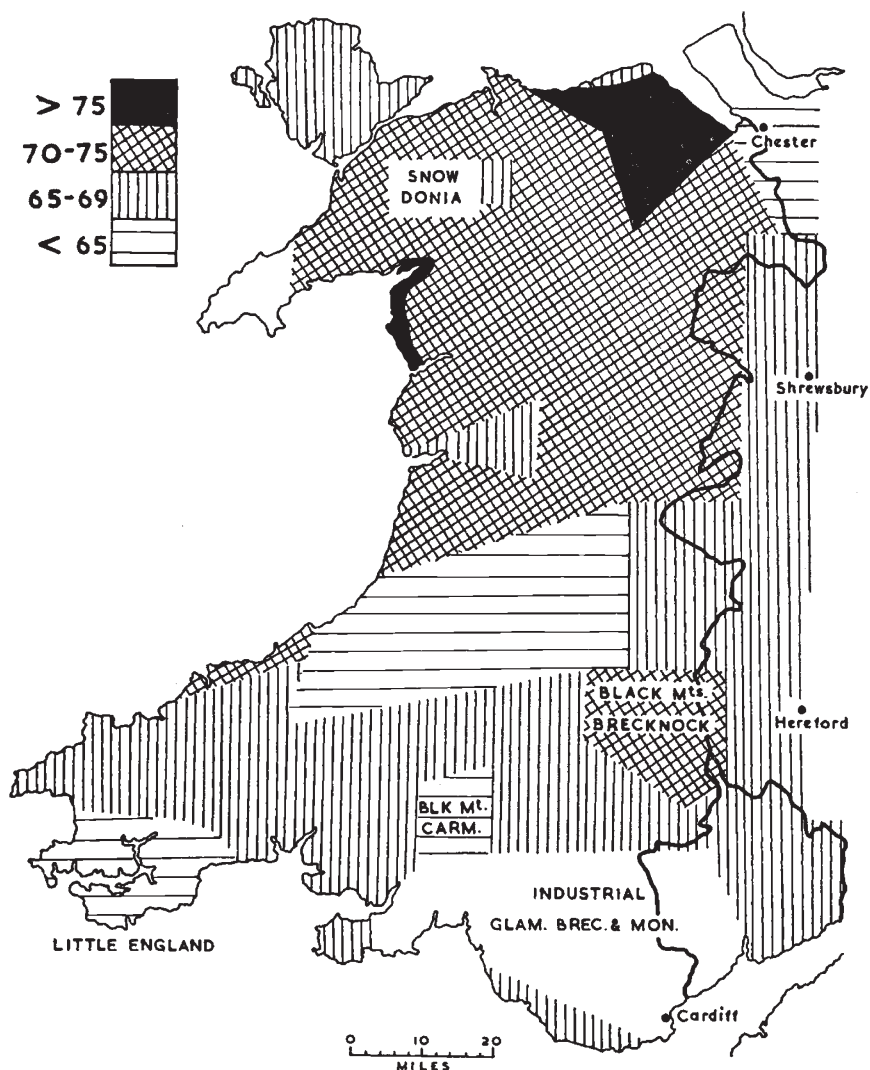 > 75
70-75
65-69
< 65
Chester
SNOW
DONIA
Shrewsbury
BLACK Mts.
BRECKNOCK
Hereford
BLK Mt.
CARM.
INDUSTRIAL
GLAM. BREC. & MON.
LITTLE ENGLAND
Cardiff
0 10 20
MILES